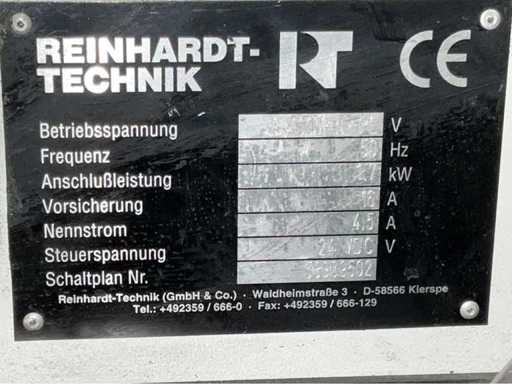 REINHARDT-
TECHNIK RT CE
Betriebsspannung V
Frequenz Hz
Anschlußleistung kW
Vorsicherung 16 A
Nennstrom 4,5 A
Steuerspannung 24 VDC V
Schaltplan Nr.
Reinhardt-Technik (GmbH & Co.) · Waldheimstraße 3 · D-58566 Kierspe
Tel.: +492359 / 666-0 · Fax: +492359 / 666-129